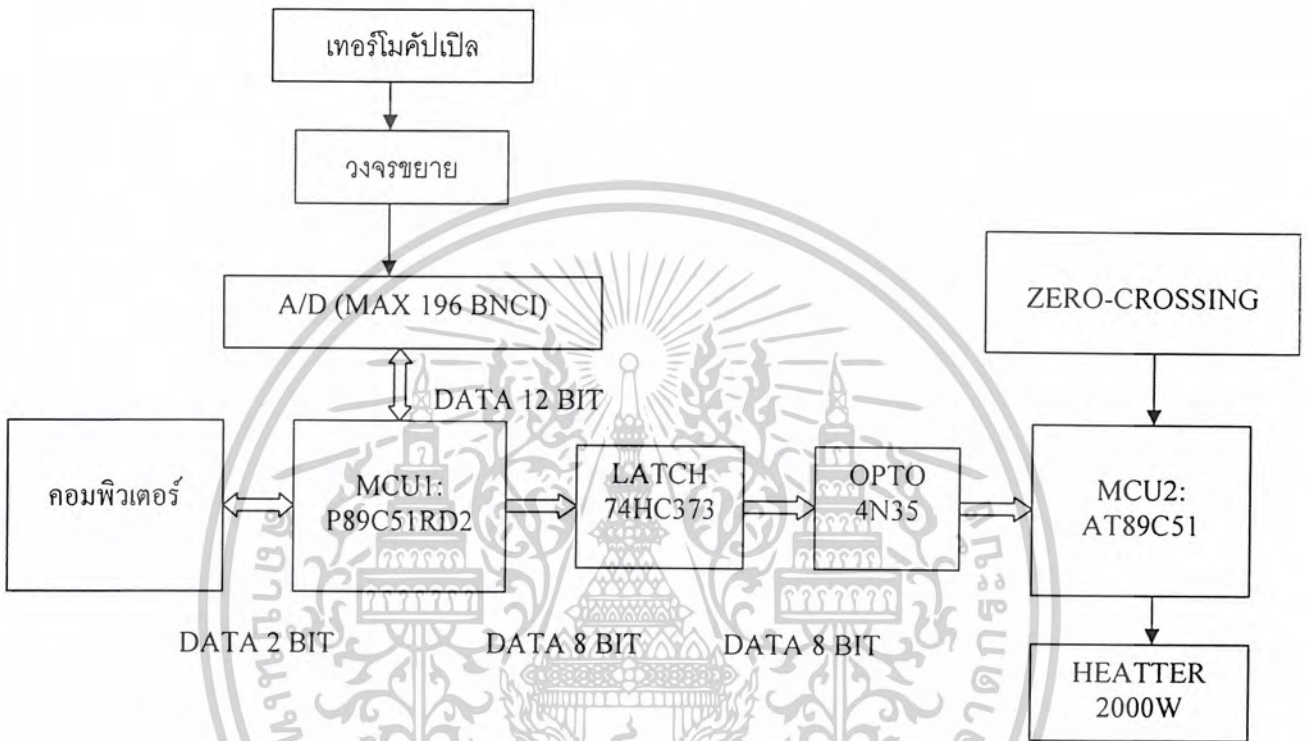 เทอร์โมคัปเปิล
วงจรขยาย
A/D (MAX 196 BNCI)
ZERO-CROSSING
DATA 12 BIT
คอมพิวเตอร์
MCU1:
P89C51RD2
LATCH
74HC373
OPTO
4N35
MCU2:
AT89C51
DATA 2 BIT
DATA 8 BIT
DATA 8 BIT
HEATTER
2000W